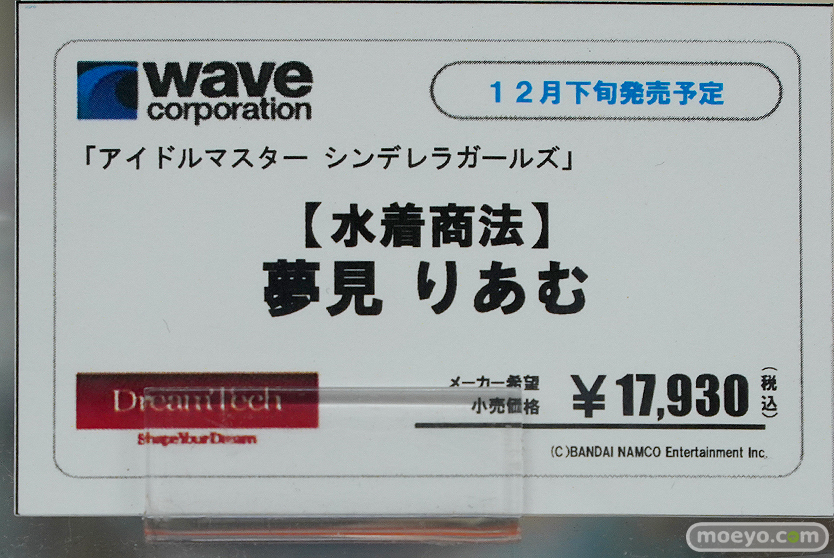 wave
corporation
12月下旬発売予定
「アイドルマスター シンデレラガールズ」
【水着商法】
夢見 りあむ
DreamTech
Shape Your Dream
メーカー希望
小売価格
¥17,930
(税込)
(C)BANDAI NAMCO Entertainment Inc.
moeyo.com